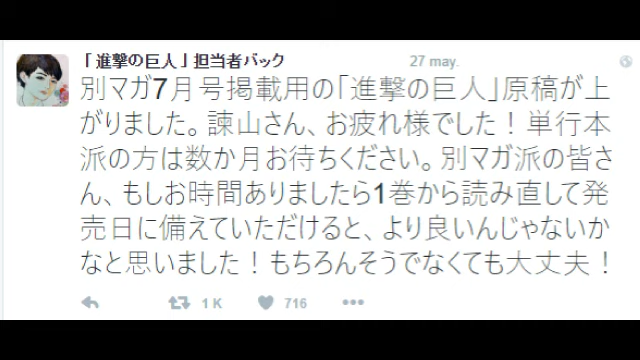 「進撃の巨人」担当者バック 27 may.
別マガ7月号掲載用の「進撃の巨人」原稿が上
がりました。諫山さん、お疲れ様でした！単行本
派の方は数か月お待ちください。別マガ派の皆さ
ん、もしお時間ありましたら1巻から読み直して発
売日に備えていただけると、より良いんじゃないか
なと思いました！もちろんそうでなくても大丈夫！
1 K 716